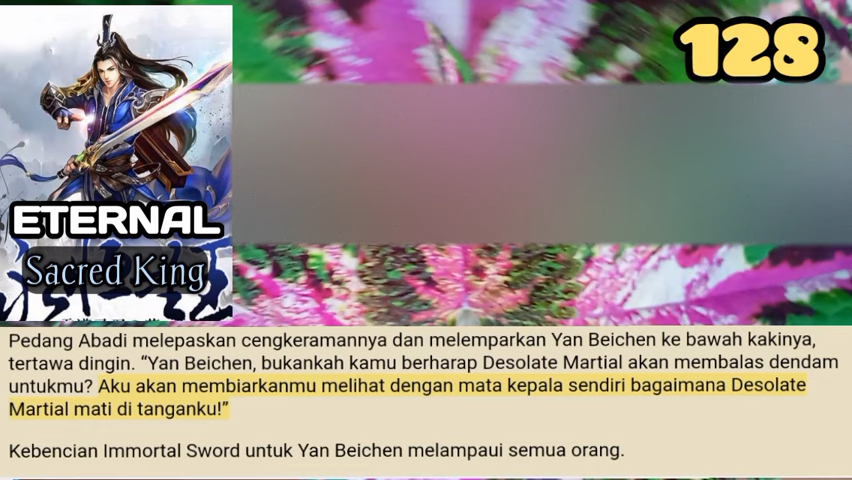 128
ETERNAL
Sacred King
Pedang Abadi melepaskan cengkeramannya dan melemparkan Yan Beichen ke bawah kakinya,
tertawa dingin. “Yan Beichen, bukankah kamu berharap Desolate Martial akan membalas dendam
untukmu? Aku akan membiarkanmu melihat dengan mata kepala sendiri bagaimana Desolate
Martial mati di tanganku!”
Kebencian Immortal Sword untuk Yan Beichen melampaui semua orang.